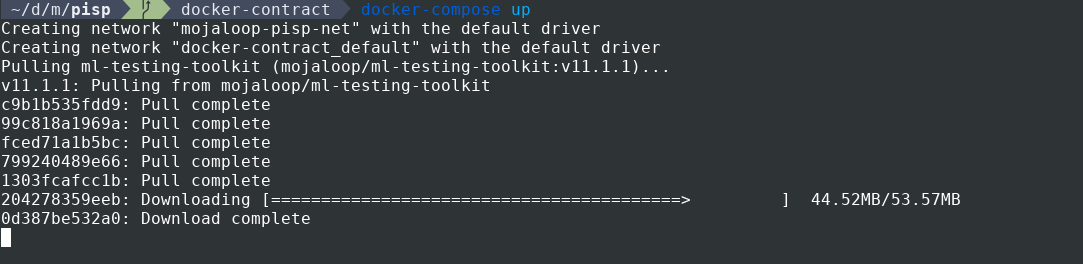 ~/d/m/pisp docker-contract docker-compose up
Creating network "mojaloop-pisp-net" with the default driver
Creating network "docker-contract_default" with the default driver
Pulling ml-testing-toolkit (mojaloop/ml-testing-toolkit:v11.1.1)...
v11.1.1: Pulling from mojaloop/ml-testing-toolkit
c9b1b535fdd9: Pull complete
99c818a1969a: Pull complete
fced71a1b5bc: Pull complete
799240489e66: Pull complete
1303fcafcc1b: Pull complete
204278359eeb: Downloading [=========================================>         ]  44.52MB/53.57MB
0d387be532a0: Download complete